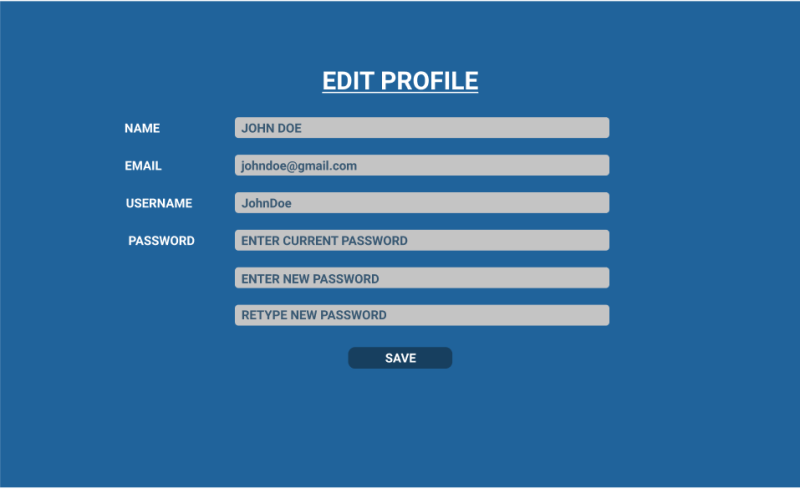 EDIT PROFILE
NAME JOHN DOE
EMAIL johndoe@gmail.com
USERNAME JohnDoe
PASSWORD ENTER CURRENT PASSWORD
ENTER NEW PASSWORD
RETYPE NEW PASSWORD
SAVE